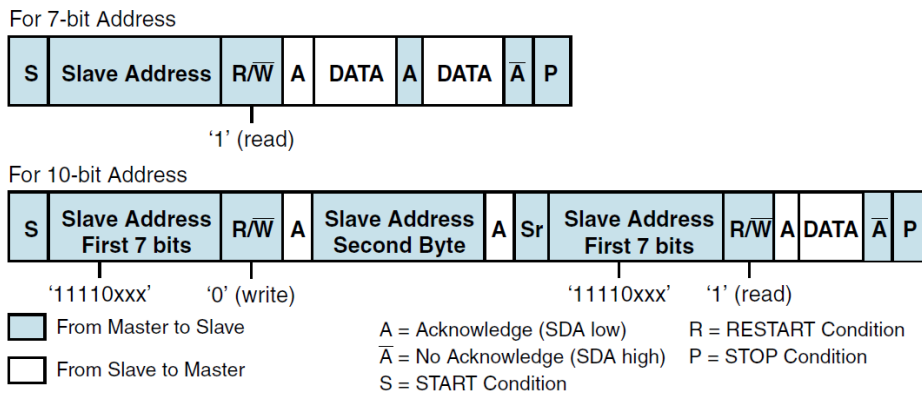 For 7-bit Address
S Slave Address R/W̅ A DATA A DATA A̅ P
‘1’ (read)
For 10-bit Address
S Slave Address First 7 bits R/W̅ A Slave Address Second Byte A Sr Slave Address First 7 bits R/W̅ A DATA A̅ P
‘11110xxx’ ‘0’ (write) ‘11110xxx’ ‘1’ (read)
From Master to Slave
From Slave to Master
A = Acknowledge (SDA low)
A̅ = No Acknowledge (SDA high)
S = START Condition
R = RESTART Condition
P = STOP Condition